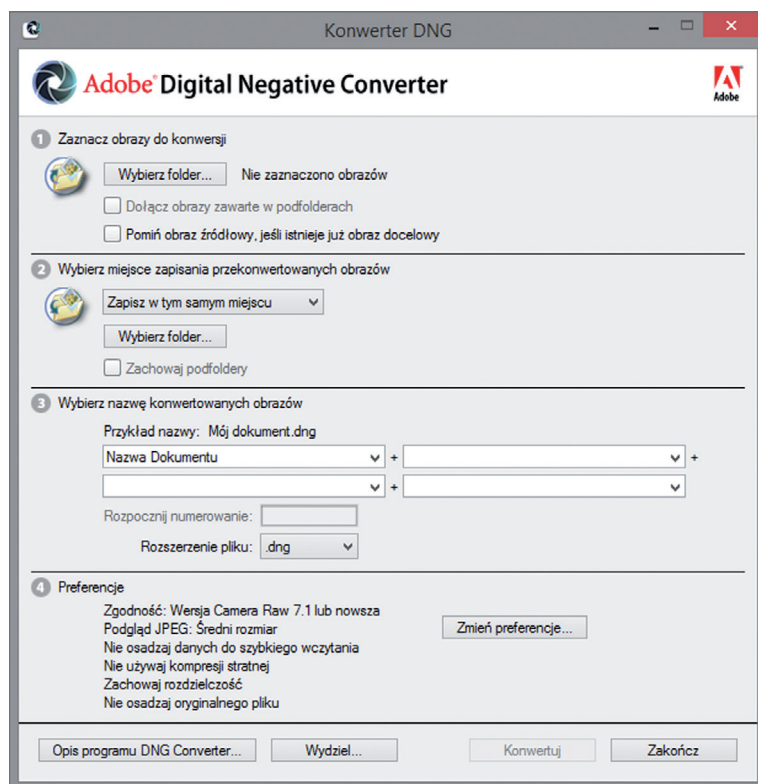 Konwerter DNG
Adobe® Digital Negative Converter
Adobe
1 Zaznacz obrazy do konwersji
Wybierz folder... Nie zaznaczono obrazów
Dołącz obrazy zawarte w podfolderach
Pomiń obraz źródłowy, jeśli istnieje już obraz docelowy
2 Wybierz miejsce zapisania przekonwertowanych obrazów
Zapisz w tym samym miejscu
Wybierz folder...
Zachowaj podfoldery
3 Wybierz nazwę konwertowanych obrazów
Przykład nazwy: Mój dokument.dng
Nazwa Dokumentu + +
+
Rozpocznij numerowanie:
Rozszerzenie pliku: .dng
4 Preferencje
Zgodność: Wersja Camera Raw 7.1 lub nowsza
Podgląd JPEG: Średni rozmiar
Zmień preferencje...
Nie osadzaj danych do szybkiego wczytania
Nie używaj kompresji stratnej
Zachowaj rozdzielczość
Nie osadzaj oryginalnego pliku
Opis programu DNG Converter... Wydziel... Konwertuj Zakończ